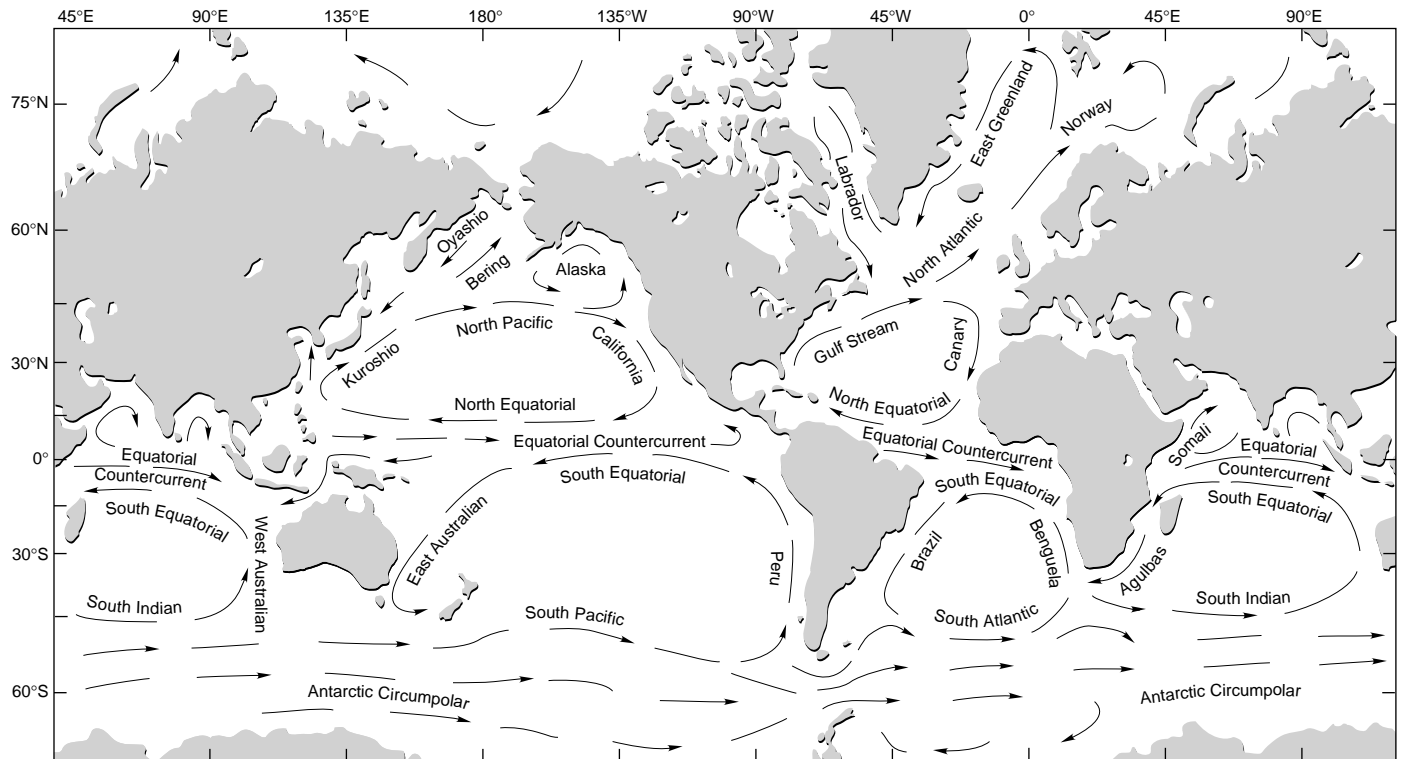 45°E 90°E 135°E 180° 135°W 90°W 45°W 0° 45°E 90°E
75°N
60°N
30°N
0°
30°S
60°S
East Greenland
Norway
Labrador
Oyashio
Bering
Alaska
North Atlantic
North Pacific
Kuroshio
California
Gulf Stream
Canary
North Equatorial
North Equatorial
Equatorial Countercurrent
Equatorial Countercurrent
Somali
Equatorial
Countercurrent
Equatorial
Countercurrent
South Equatorial
South Equatorial
South Equatorial
South Equatorial
West Australian
East Australian
Peru
Brazil
Benguela
Agulbas
South Indian
South Pacific
South Atlantic
South Indian
Antarctic Circumpolar
Antarctic Circumpolar